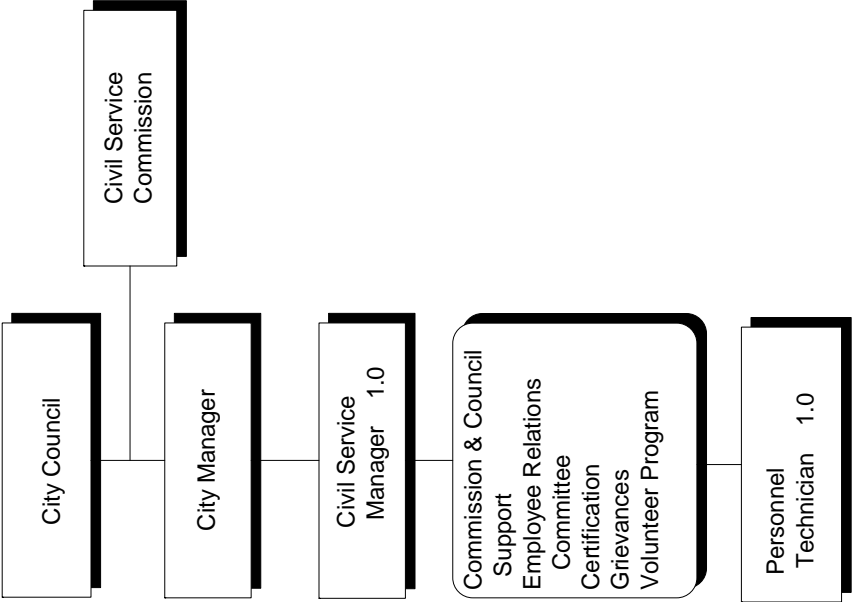 City Council
Civil Service
Commission
City Manager
Civil Service
Manager 1.0
Commission & Council
Support
Employee Relations
Committee
Certification
Grievances
Volunteer Program
Personnel
Technician 1.0